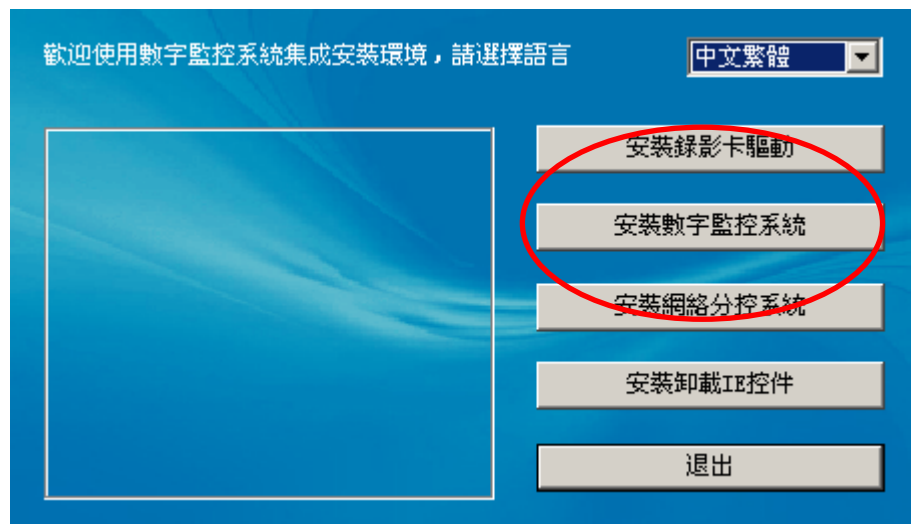 歡迎使用數字監控系統集成安裝環境，請選擇語言
中文繁體
安裝錄影卡驅動
安裝數字監控系統
安裝網絡分控系統
安裝卸載IE控件
退出